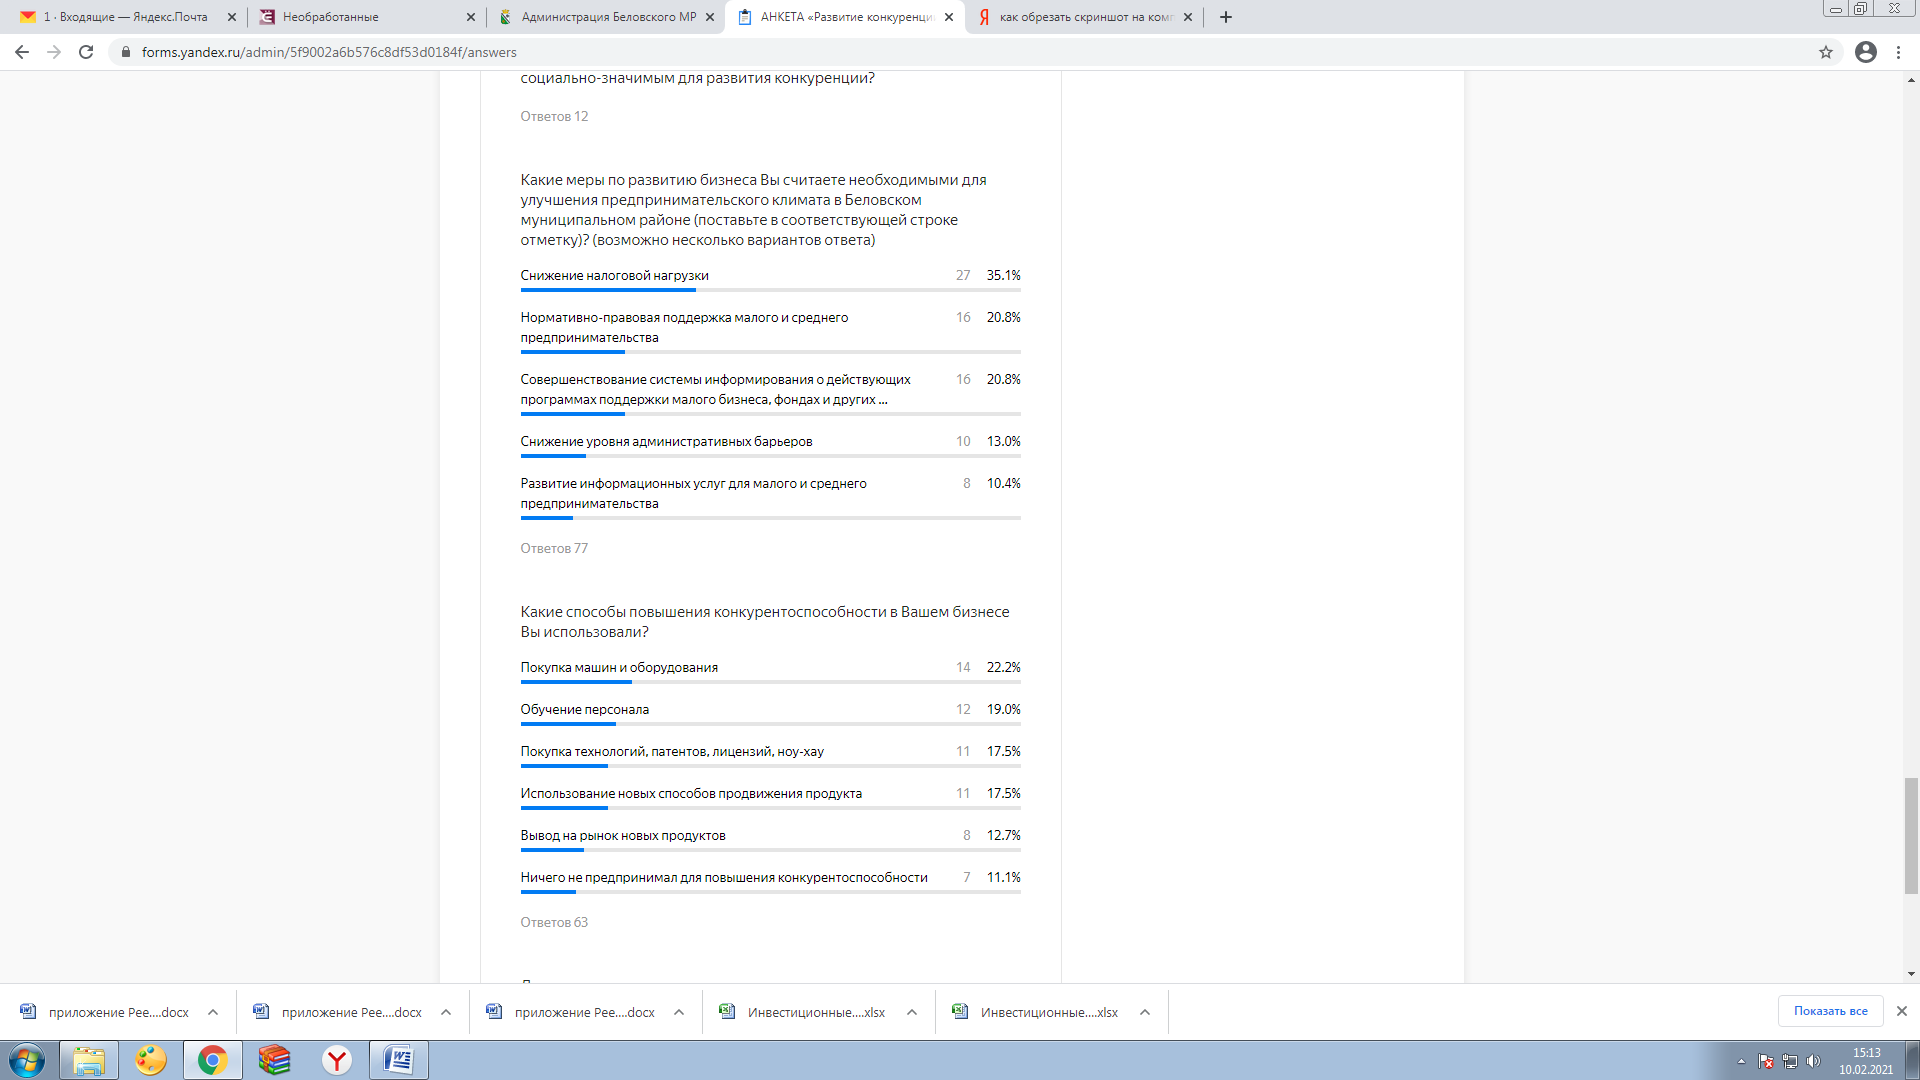 1 · Входящие — Яндекс.Почта
Необработанные
Администрация Беловского МР
АНКЕТА «Развитие конкуренци
как обрезать скриншот на комп
forms.yandex.ru/admin/5f9002a6b576c8df53d0184f/answers
социально-значимым для развития конкуренции?
Ответов 12
Какие меры по развитию бизнеса Вы считаете необходимыми для
улучшения предпринимательского климата в Беловском
муниципальном районе (поставьте в соответствующей строке
отметку)? (возможно несколько вариантов ответа)
Снижение налоговой нагрузки 27 35.1%
Нормативно-правовая поддержка малого и среднего 16 20.8%
предпринимательства
Совершенствование системы информирования о действующих 16 20.8%
программах поддержки малого бизнеса, фондах и других ...
Снижение уровня административных барьеров 10 13.0%
Развитие информационных услуг для малого и среднего 8 10.4%
предпринимательства
Ответов 77
Какие способы повышения конкурентоспособности в Вашем бизнесе
Вы использовали?
Покупка машин и оборудования 14 22.2%
Обучение персонала 12 19.0%
Покупка технологий, патентов, лицензий, ноу-хау 11 17.5%
Использование новых способов продвижения продукта 11 17.5%
Вывод на рынок новых продуктов 8 12.7%
Ничего не предпринимал для повышения конкурентоспособности 7 11.1%
Ответов 63
приложение Рее....docx
приложение Рее....docx
приложение Рее....docx
Инвестиционные....xlsx
Инвестиционные....xlsx
Показать все
15:13
10.02.2021